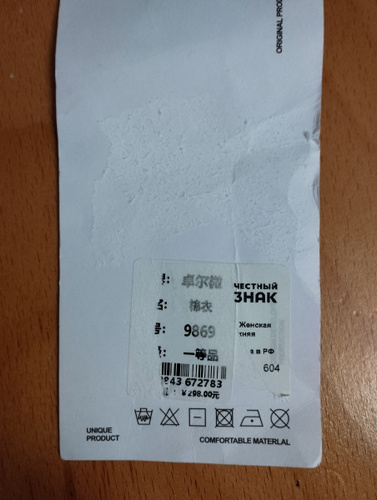 ORIGINAL PRO
ЧЕСТНЫЙ
ЗНАК
: 卓尔微
: 棉衣
Женская
号: 9869
: 一等品
в РФ
604
843 672783
: ¥298.00元
UNIQUE
PRODUCT
COMFORTABLE MATERLAL